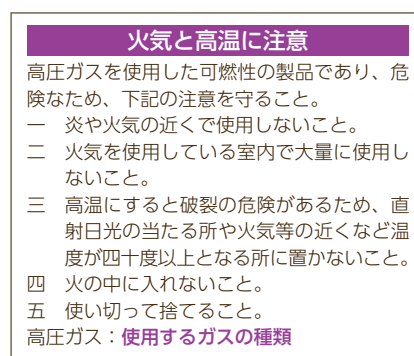 火気と高温に注意
高圧ガスを使用した可燃性の製品であり、危
険なため、下記の注意を守ること。
一　炎や火気の近くで使用しないこと。
二　火気を使用している室内で大量に使用し
ないこと。
三　高温にすると破裂の危険があるため、直
射日光の当たる所や火気等の近くなど温
度が四十度以上となる所に置かないこと。
四　火の中に入れないこと。
五　使い切って捨てること。
高圧ガス：使用するガスの種類